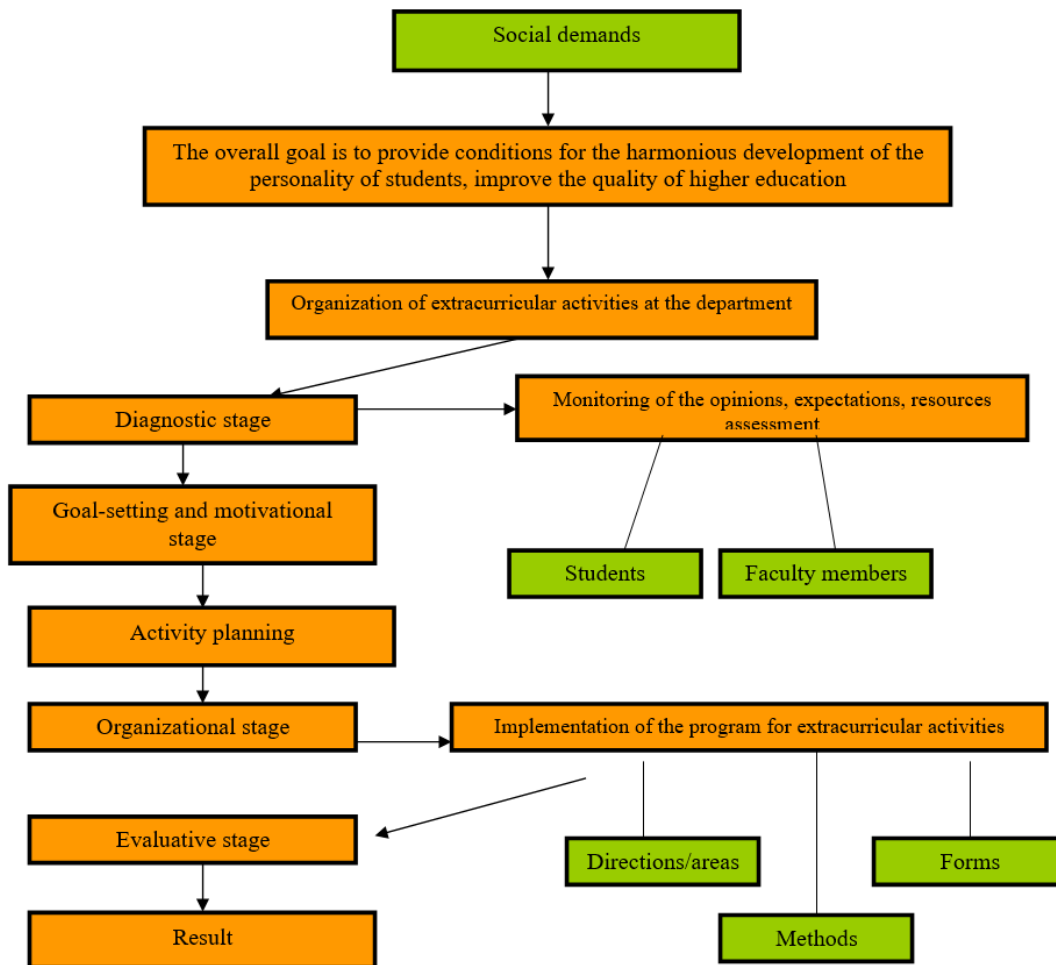 Social demands
The overall goal is to provide conditions for the harmonious development of the
personality of students, improve the quality of higher education
Organization of extracurricular activities at the department
Diagnostic stage
Monitoring of the opinions, expectations, resources
assessment
Goal-setting and motivational
stage
Students
Faculty members
Activity planning
Organizational stage
Implementation of the program for extracurricular activities
Evaluative stage
Directions/areas
Forms
Result
Methods